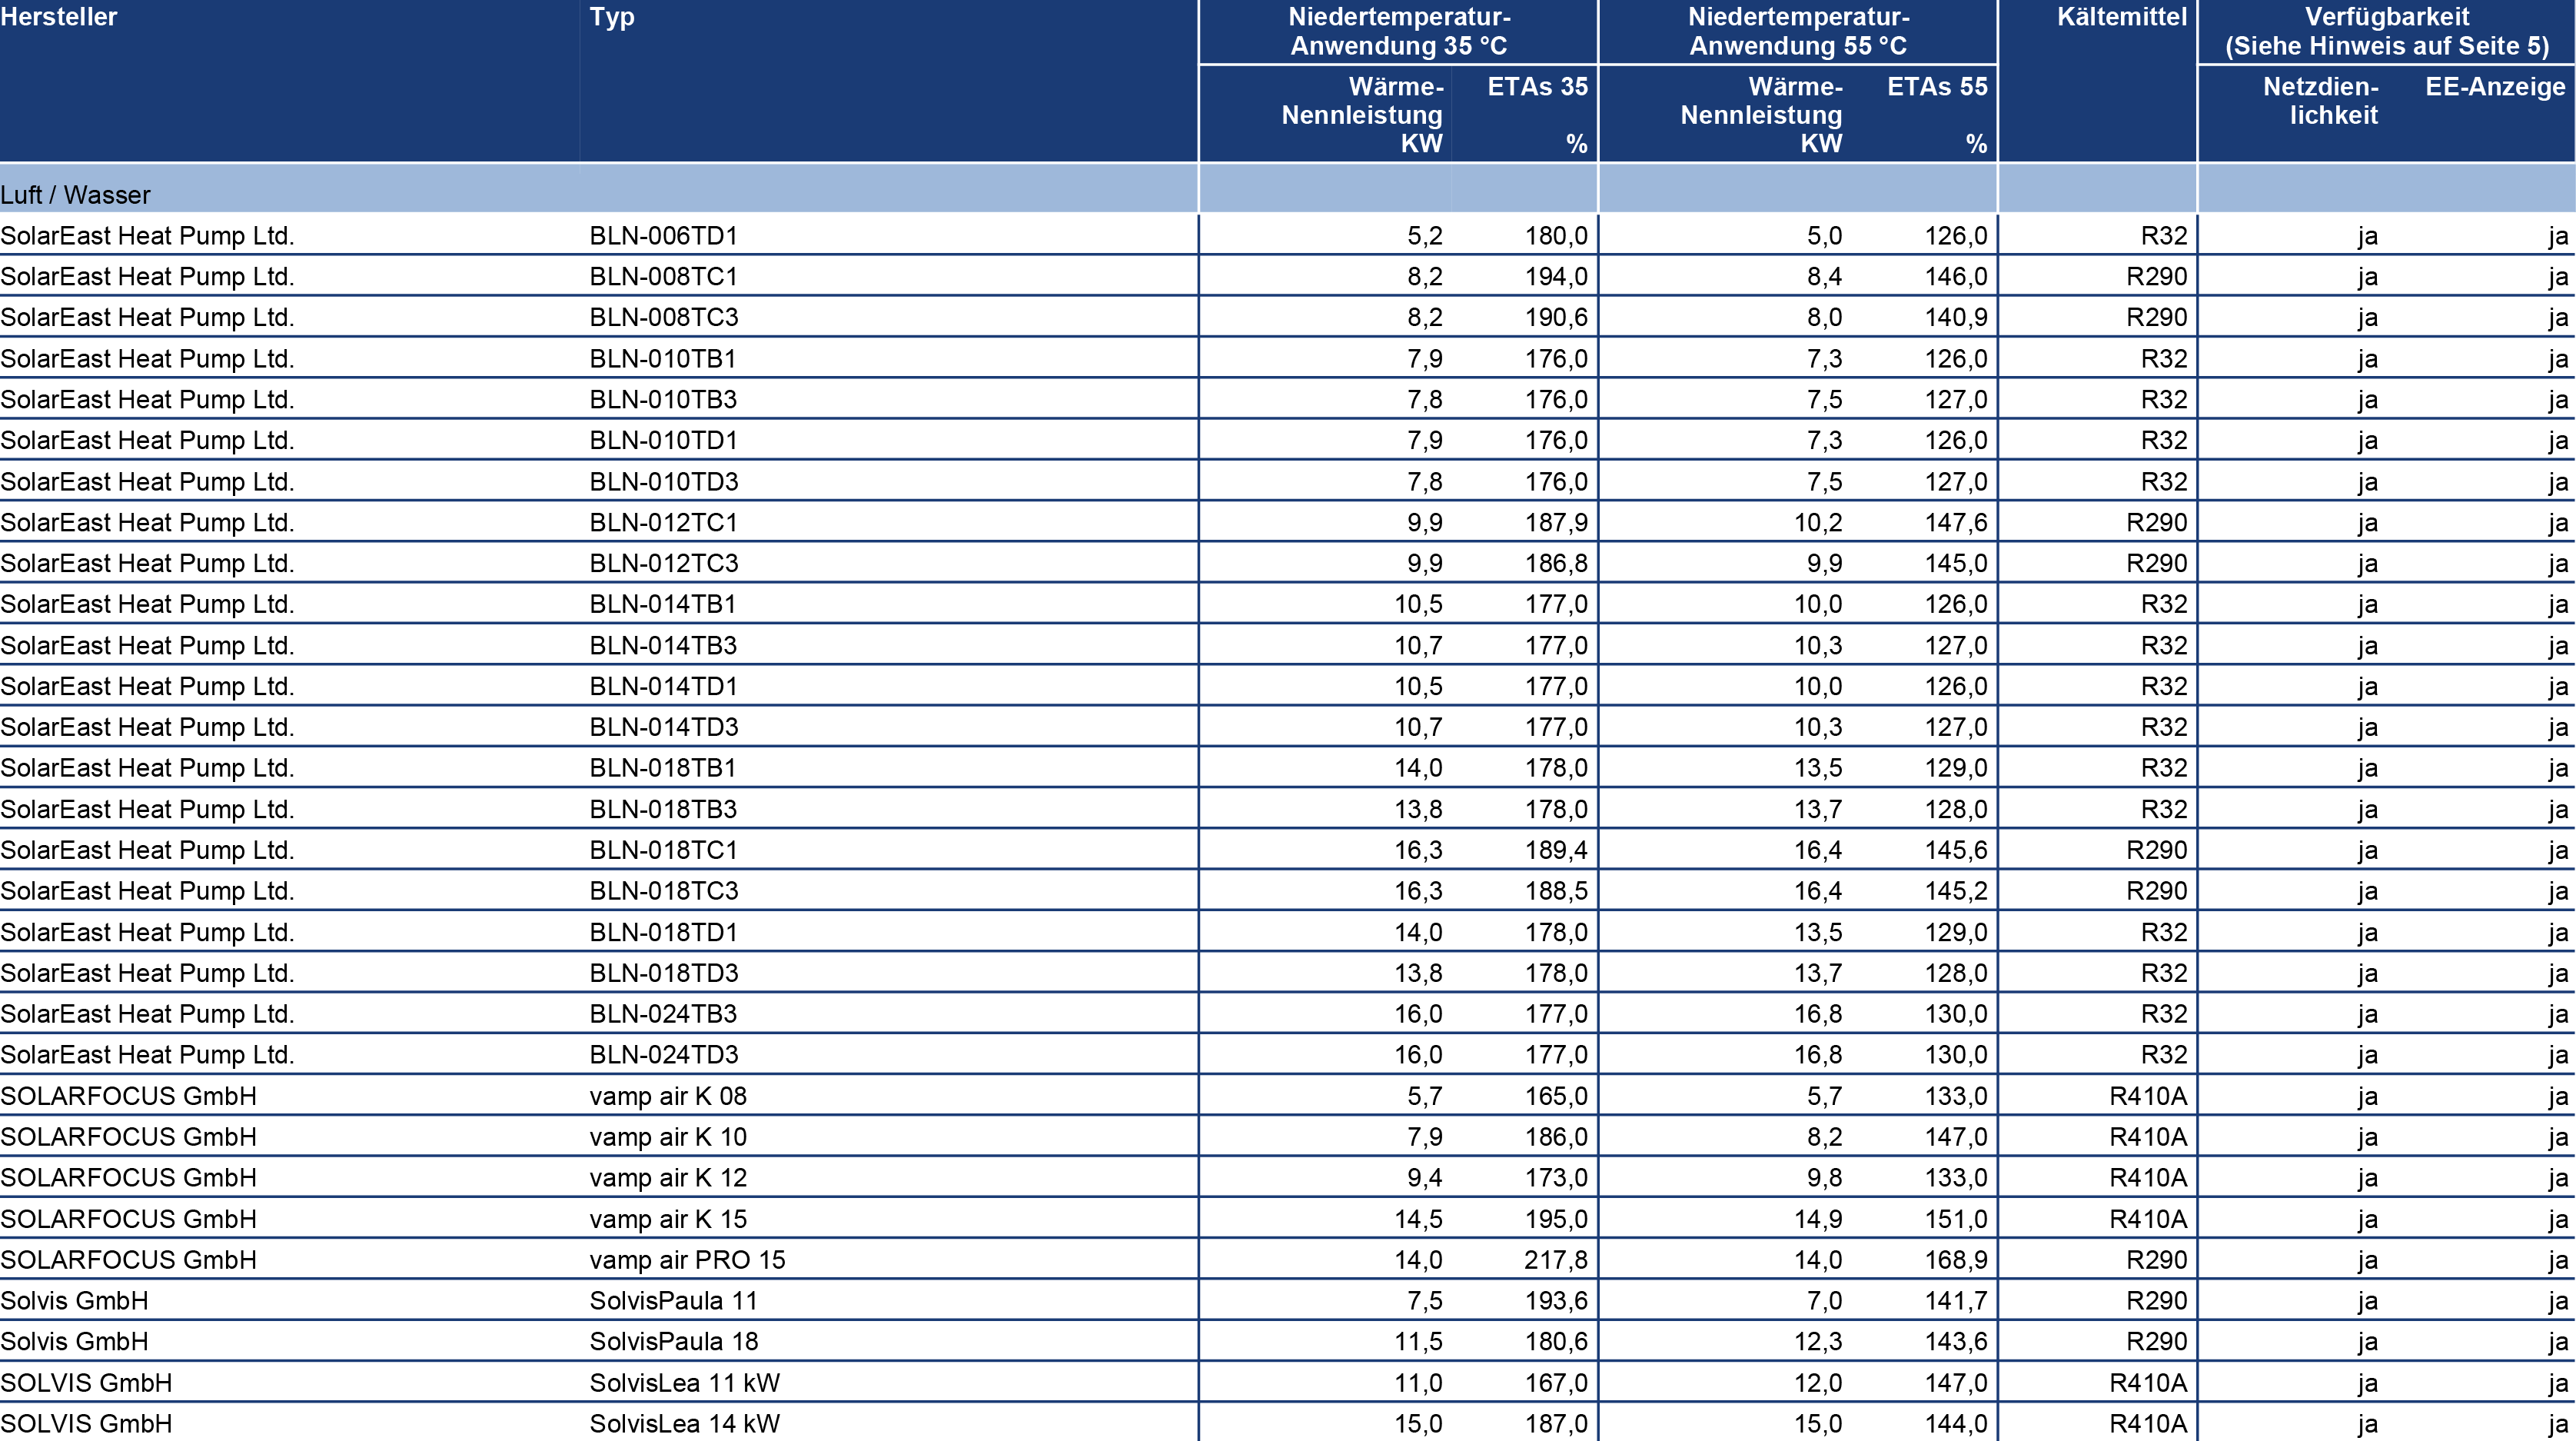 Hersteller Typ Niedertemperatur- Niedertemperatur- Kältemittel Verfügbarkeit
Anwendung 35 °C Anwendung 55 °C (Siehe Hinweis auf Seite 5)
Wärme- ETAs 35 Wärme- ETAs 55 Netzdien- EE-Anzeige
Nennleistung Nennleistung lichkeit
KW % KW %
Luft / Wasser
SolarEast Heat Pump Ltd. BLN-006TD1 5,2 180,0 5,0 126,0 R32 ja ja
SolarEast Heat Pump Ltd. BLN-008TC1 8,2 194,0 8,4 146,0 R290 ja ja
SolarEast Heat Pump Ltd. BLN-008TC3 8,2 190,6 8,0 140,9 R290 ja ja
SolarEast Heat Pump Ltd. BLN-010TB1 7,9 176,0 7,3 126,0 R32 ja ja
SolarEast Heat Pump Ltd. BLN-010TB3 7,8 176,0 7,5 127,0 R32 ja ja
SolarEast Heat Pump Ltd. BLN-010TD1 7,9 176,0 7,3 126,0 R32 ja ja
SolarEast Heat Pump Ltd. BLN-010TD3 7,8 176,0 7,5 127,0 R32 ja ja
SolarEast Heat Pump Ltd. BLN-012TC1 9,9 187,9 10,2 147,6 R290 ja ja
SolarEast Heat Pump Ltd. BLN-012TC3 9,9 186,8 9,9 145,0 R290 ja ja
SolarEast Heat Pump Ltd. BLN-014TB1 10,5 177,0 10,0 126,0 R32 ja ja
SolarEast Heat Pump Ltd. BLN-014TB3 10,7 177,0 10,3 127,0 R32 ja ja
SolarEast Heat Pump Ltd. BLN-014TD1 10,5 177,0 10,0 126,0 R32 ja ja
SolarEast Heat Pump Ltd. BLN-014TD3 10,7 177,0 10,3 127,0 R32 ja ja
SolarEast Heat Pump Ltd. BLN-018TB1 14,0 178,0 13,5 129,0 R32 ja ja
SolarEast Heat Pump Ltd. BLN-018TB3 13,8 178,0 13,7 128,0 R32 ja ja
SolarEast Heat Pump Ltd. BLN-018TC1 16,3 189,4 16,4 145,6 R290 ja ja
SolarEast Heat Pump Ltd. BLN-018TC3 16,3 188,5 16,4 145,2 R290 ja ja
SolarEast Heat Pump Ltd. BLN-018TD1 14,0 178,0 13,5 129,0 R32 ja ja
SolarEast Heat Pump Ltd. BLN-018TD3 13,8 178,0 13,7 128,0 R32 ja ja
SolarEast Heat Pump Ltd. BLN-024TB3 16,0 177,0 16,8 130,0 R32 ja ja
SolarEast Heat Pump Ltd. BLN-024TD3 16,0 177,0 16,8 130,0 R32 ja ja
SOLARFOCUS GmbH vamp air K 08 5,7 165,0 5,7 133,0 R410A ja ja
SOLARFOCUS GmbH vamp air K 10 7,9 186,0 8,2 147,0 R410A ja ja
SOLARFOCUS GmbH vamp air K 12 9,4 173,0 9,8 133,0 R410A ja ja
SOLARFOCUS GmbH vamp air K 15 14,5 195,0 14,9 151,0 R410A ja ja
SOLARFOCUS GmbH vamp air PRO 15 14,0 217,8 14,0 168,9 R290 ja ja
Solvis GmbH SolvisPaula 11 7,5 193,6 7,0 141,7 R290 ja ja
Solvis GmbH SolvisPaula 18 11,5 180,6 12,3 143,6 R290 ja ja
SOLVIS GmbH SolvisLea 11 kW 11,0 167,0 12,0 147,0 R410A ja ja
SOLVIS GmbH SolvisLea 14 kW 15,0 187,0 15,0 144,0 R410A ja ja